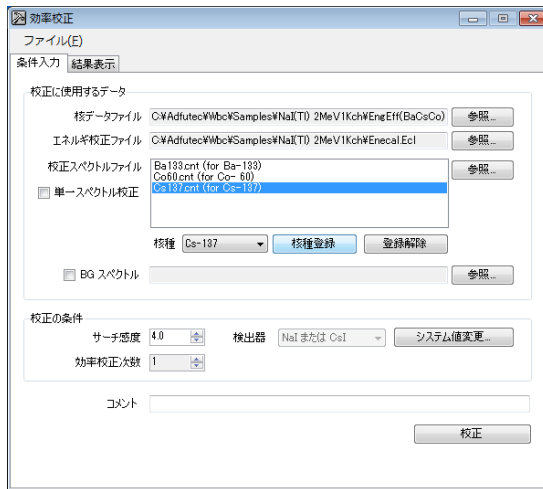 効率校正
ファイル(F)
条件入力 結果表示
校正に使用するデータ
核データファイル C:¥Adfutec¥Wbc¥Samples¥NaI(Tl) 2MeV1Kch¥EngEff(BaCsCo) 参照...
エネルギ校正ファイル C:¥Adfutec¥Wbc¥Samples¥NaI(Tl) 2MeV1Kch¥Enecal.Ecl 参照...
校正スペクトルファイル Ba133.cnt (for Ba-133) 参照...
Co60.cnt (for Co- 60)
単一スペクトル校正 Cs137.cnt (for Cs-137)
核種 Cs-137 核種登録 登録解除
BG スペクトル 参照...
校正の条件
サーチ感度 4.0 検出器 NaI または CsI システム値変更...
効率校正次数 1
コメント
校正